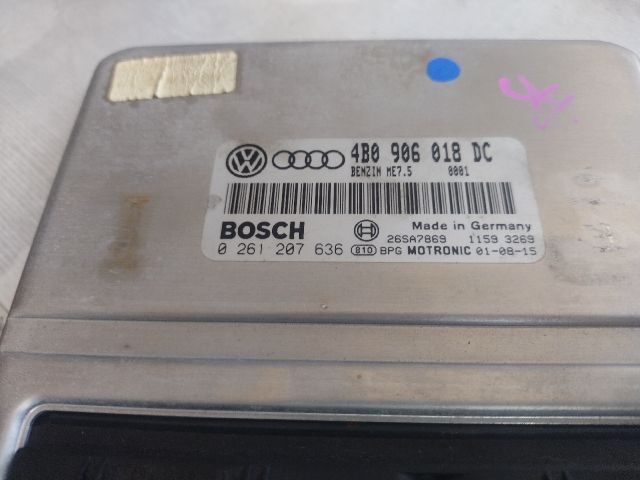 4B0 906 018 DC
BENZIN ME7.5 0001
BOSCH Made in Germany
26SA7869 1159 3269
0 261 207 636 810 BPG MOTRONIC 01-08-15